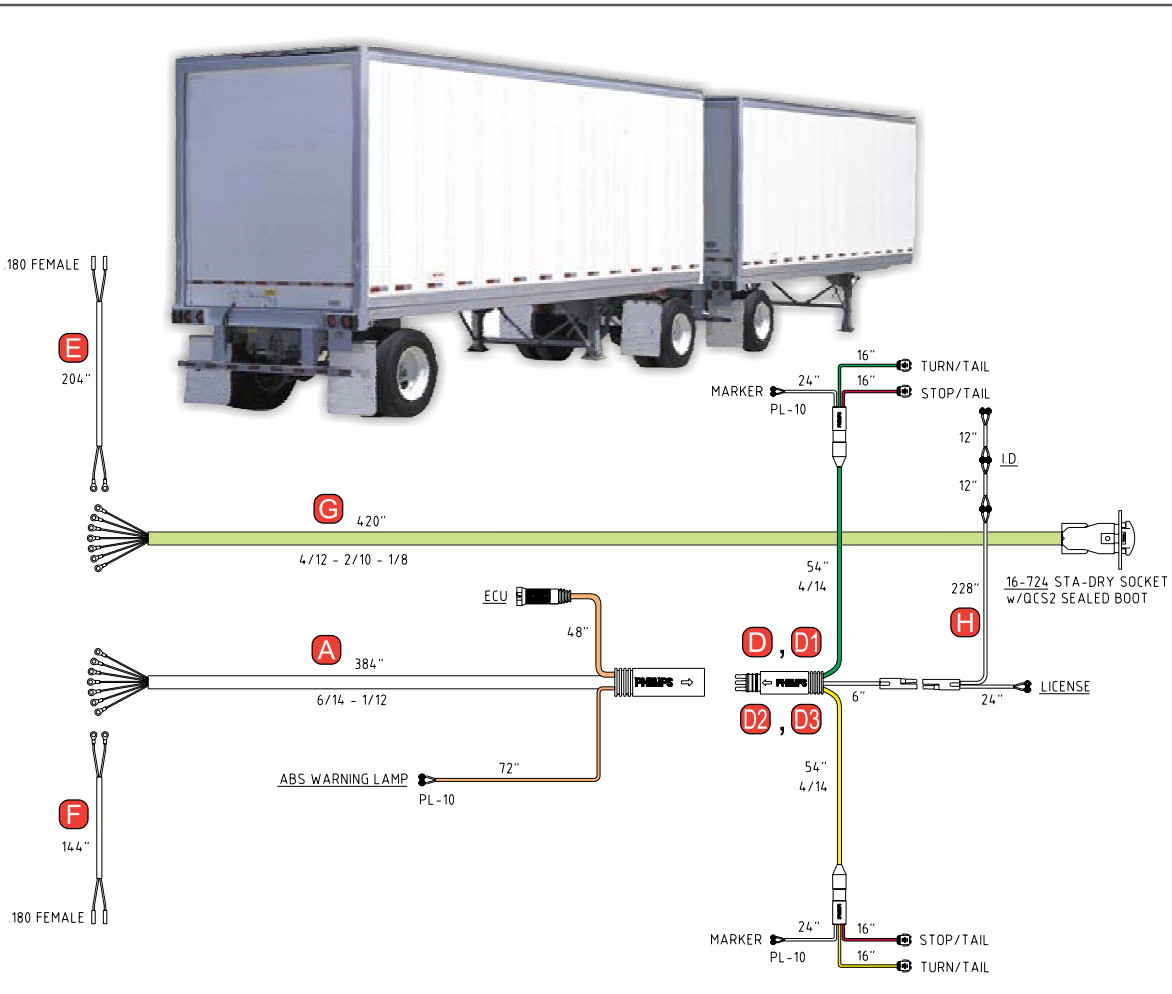 .180 FEMALE
E
204"
16"
TURN/TAIL
MARKER
24"
16"
STOP/TAIL
PL-10
PHILLIPS
12"
I.D.
12"
G
420"
4/12 - 2/10 - 1/8
54"
4/14
16-724 STA-DRY SOCKET
w/QCS2 SEALED BOOT
228"
H
ECU
48"
A
384"
6/14 - 1/12
PHILLIPS
D , D1
PHILLIPS
6"
24"
LICENSE
D2 , D3
72"
ABS WARNING LAMP
PL-10
54"
4/14
F
144"
.180 FEMALE
PHILLIPS
MARKER
24"
16"
STOP/TAIL
PL-10
16"
TURN/TAIL